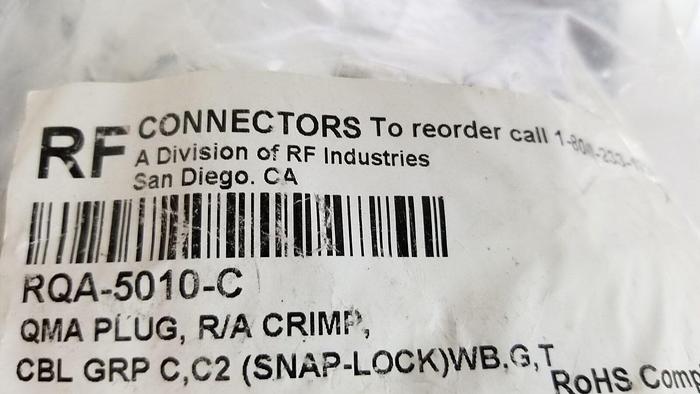 RF CONNECTORS To reorder call
A Division of RF Industries
San Diego. CA
RQA-5010-C
QMA PLUG, R/A CRIMP,
CBL GRP C,C2 (SNAP-LOCK)WB,G,T
RoHS Comp